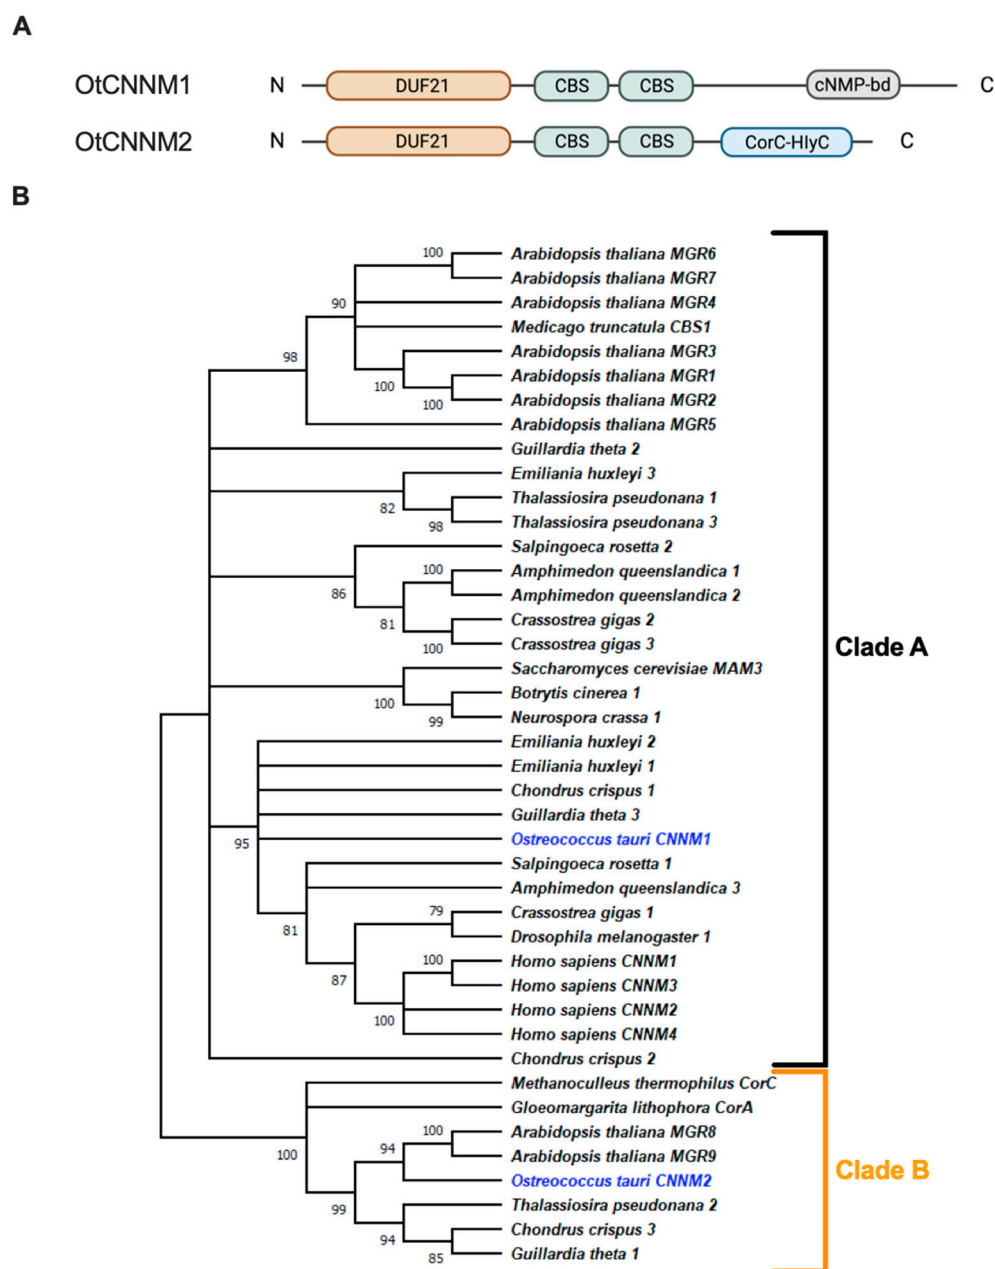 A
OtCNNM1 N DUF21 CBS CBS cNMP-bd C
OtCNNM2 N DUF21 CBS CBS CorC-HlyC C
B
100 Arabidopsis thaliana MGR6
Arabidopsis thaliana MGR7
90 Arabidopsis thaliana MGR4
Medicago truncatula CBS1
98 Arabidopsis thaliana MGR3
100 Arabidopsis thaliana MGR1
100 Arabidopsis thaliana MGR2
Arabidopsis thaliana MGR5
Guillardia theta 2
Emiliania huxleyi 3
82 Thalassiosira pseudonana 1
98 Thalassiosira pseudonana 3
Salpingoeca rosetta 2
100 Amphimedon queenslandica 1
86 Amphimedon queenslandica 2
81 Crassostrea gigas 2
100 Crassostrea gigas 3
Clade A
Saccharomyces cerevisiae MAM3
100 Botrytis cinerea 1
99 Neurospora crassa 1
Emiliania huxleyi 2
Emiliania huxleyi 1
Chondrus crispus 1
Guillardia theta 3
95 Ostreococcus tauri CNNM1
Salpingoeca rosetta 1
Amphimedon queenslandica 3
79 Crassostrea gigas 1
81 Drosophila melanogaster 1
100 Homo sapiens CNNM1
87 Homo sapiens CNNM3
Homo sapiens CNNM2
100 Homo sapiens CNNM4
Chondrus crispus 2
Methanoculleus thermophilus CorC
Gloeomargarita lithophora CorA
100 Arabidopsis thaliana MGR8
100 94 Arabidopsis thaliana MGR9
Clade B
Ostreococcus tauri CNNM2
99 Thalassiosira pseudonana 2
94 Chondrus crispus 3
85 Guillardia theta 1